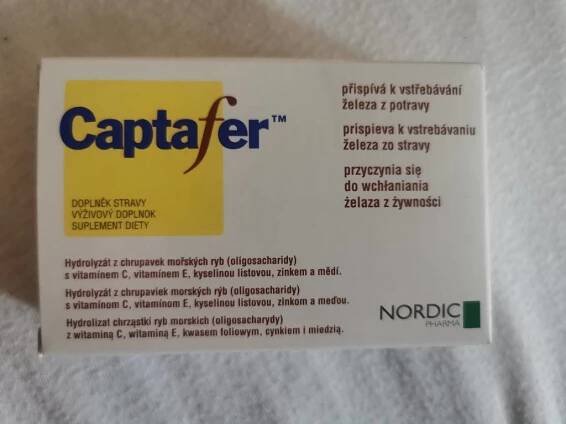 Captafer™
DOPLNĚK STRAVY
VÝŽIVOVÝ DOPLNOK
SUPLEMENT DIETY
přispívá k vstřebávání
železa z potravy
prispieva k vstrebávaniu
železa zo stravy
przyczynia się
do wchłaniania
żelaza z żywności
Hydrolyzát z chrupavek mořských ryb (oligosacharidy)
s vitamínem C, vitamínem E, kyselinou listovou, zinkem a mědí.
Hydrolyzát z chrupaviek morských rýb (oligosacharidy)
s vitamínom C, vitamínom E, kyselinou listovou, zinkom a meďou.
Hydrolizat chrząstki ryb morskich (oligosacharydy)
z witaminą C, witaminą E, kwasem foliowym, cynkiem i miedzią.
NORDIC
PHARMA